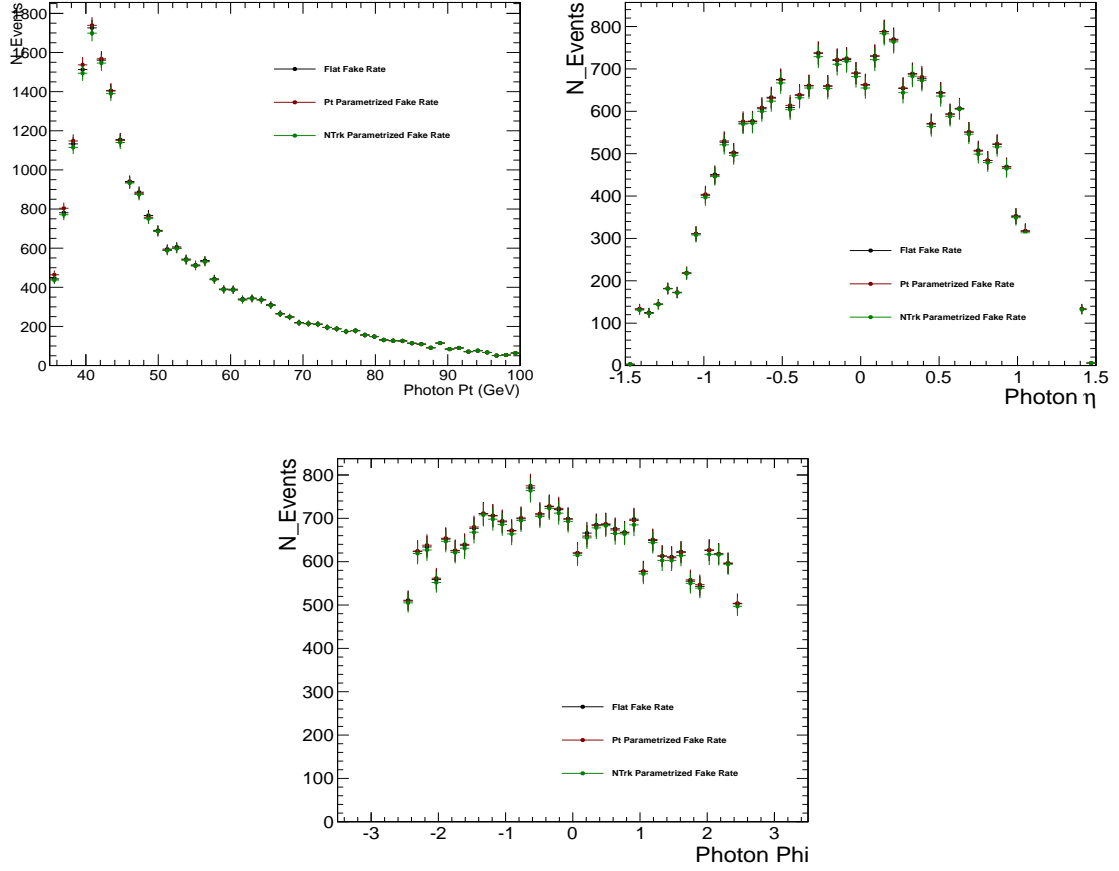 N_Events
1800
1600
1400
1200
1000
800
600
400
200
0
Flat Fake Rate
Pt Parametrized Fake Rate
NTrk Parametrized Fake Rate
40 50 60 70 80 90 100
Photon Pt (GeV)
N_Events
800
700
600
500
400
300
200
100
0
Flat Fake Rate
Pt Parametrized Fake Rate
NTrk Parametrized Fake Rate
-1.5 -1 -0.5 0 0.5 1 1.5
Photon η
N_Events
800
700
600
500
400
300
200
100
0
Flat Fake Rate
Pt Parametrized Fake Rate
NTrk Parametrized Fake Rate
-3 -2 -1 0 1 2 3
Photon Phi